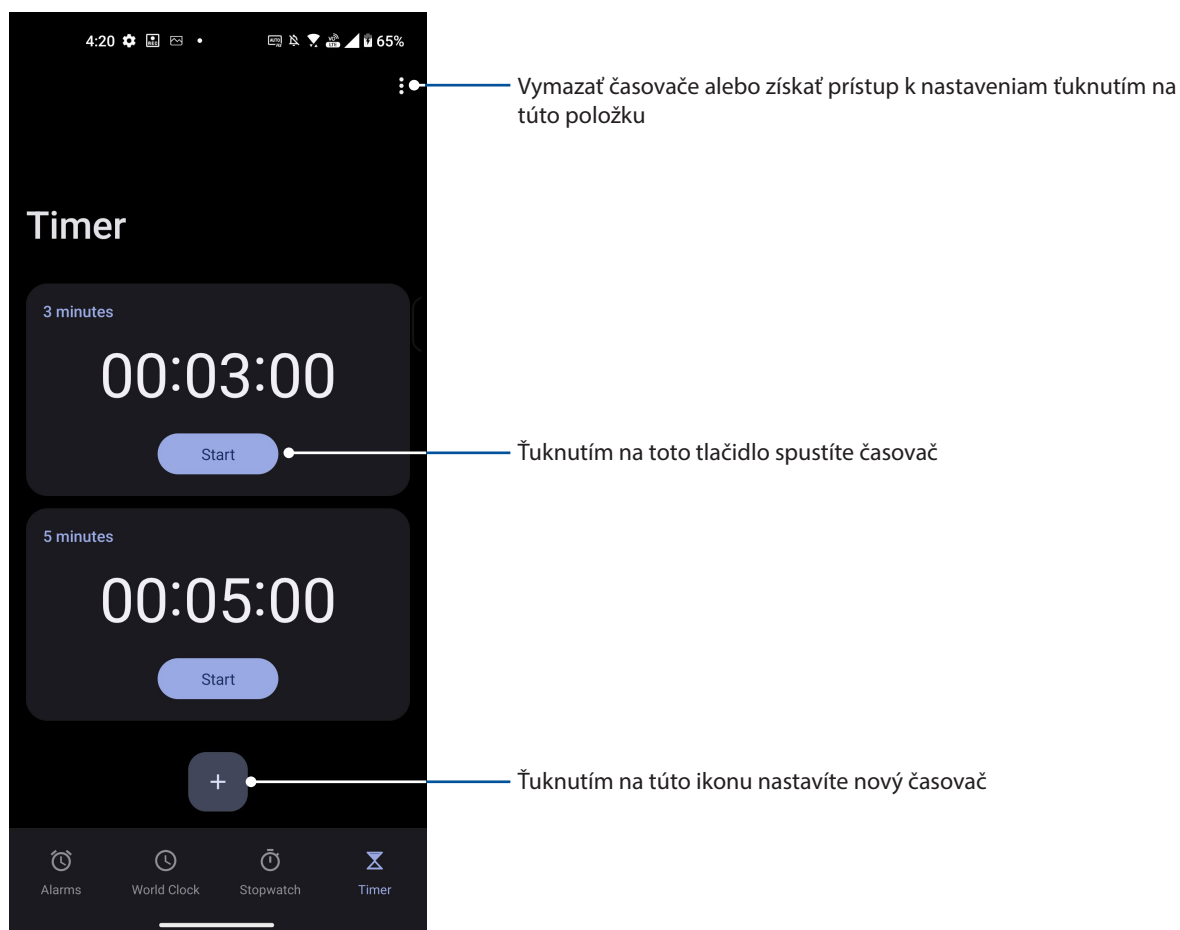 4:20 65%
Vymazať časovače alebo získať prístup k nastaveniam ťuknutím na
túto položku
Timer
3 minutes
00:03:00
Start
Ťuknutím na toto tlačidlo spustíte časovač
5 minutes
00:05:00
Start
+
Ťuknutím na túto ikonu nastavíte nový časovač
Alarms World Clock Stopwatch Timer